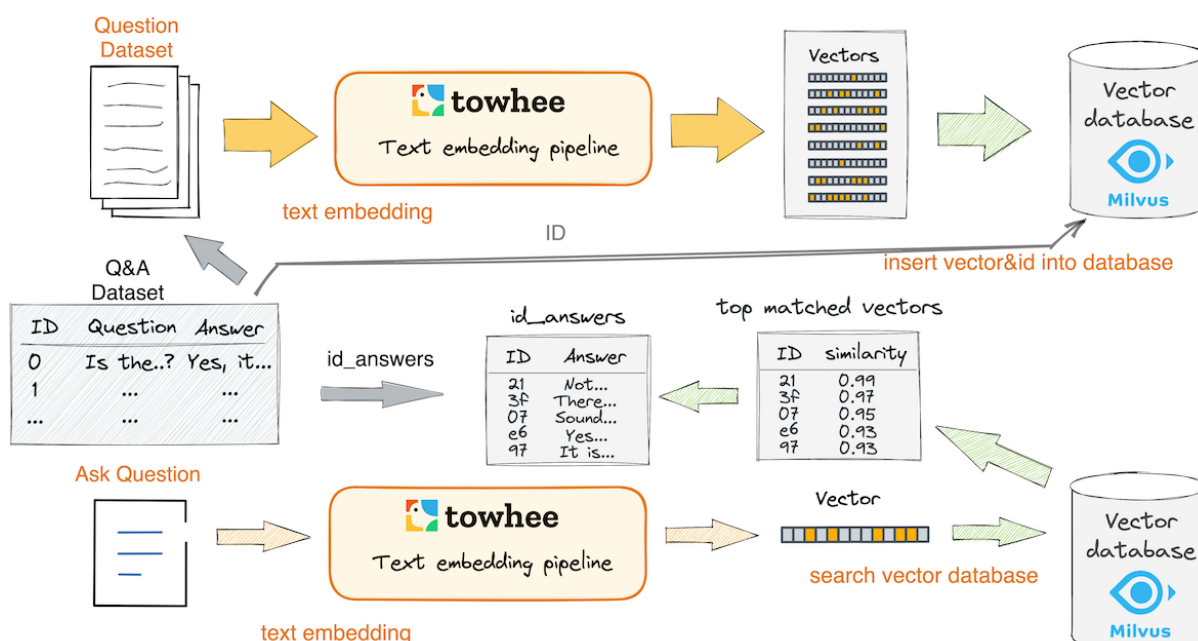 Question
Dataset
towhee
Text embedding pipeline
text embedding
Vectors
Vector
database
Milvus
insert vector&id into database
ID
Q&A
Dataset
ID Question Answer
0 Is the..? Yes, it...
1 ... ...
... ... ...
id_answers
id_answers
ID Answer
21 Not...
3f There...
07 Sound...
e6 Yes...
97 It is...
top matched vectors
ID similarity
21 0.99
3f 0.97
07 0.95
e6 0.93
97 0.93
Ask Question
towhee
Text embedding pipeline
text embedding
Vector
search vector database
Vector
database
Milvus